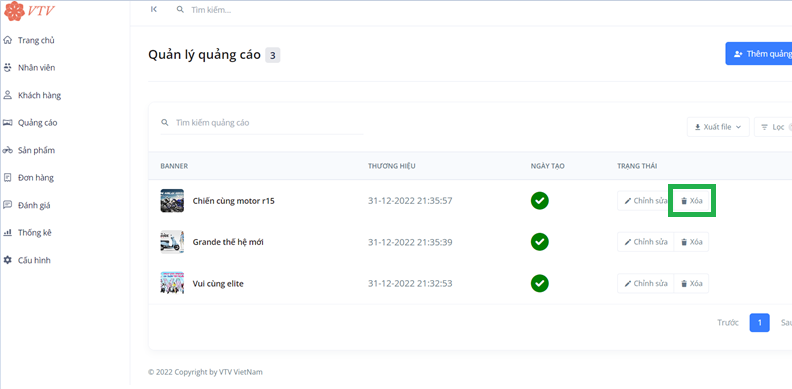 VTV
Tìm kiếm...
Trang chủ
Nhân viên
Khách hàng
Quảng cáo
Sản phẩm
Đơn hàng
Đánh giá
Thống kê
Cấu hình
Quản lý quảng cáo 3
Thêm quảng
Tìm kiếm quảng cáo
Xuất file
Lọc
BANNER THƯƠNG HIỆU NGÀY TẠO TRẠNG THÁI
Chiến cùng motor r15 31-12-2022 21:35:57 Chỉnh sửa Xóa
Grande thế hệ mới 31-12-2022 21:35:39 Chỉnh sửa Xóa
Vui cùng elite 31-12-2022 21:32:53 Chỉnh sửa Xóa
Trước 1 Sau
© 2022 Copyright by VTV VietNam